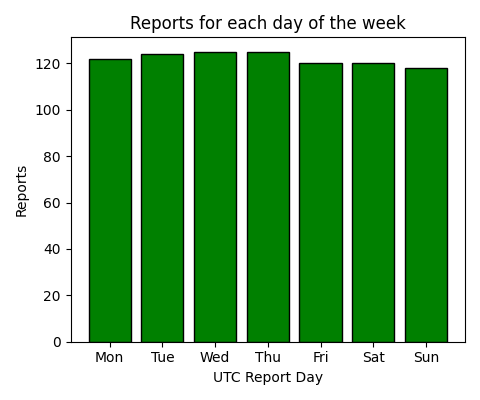 Reports for each day of the week
120
100
80
60
40
20
0
Reports
Mon Tue Wed Thu Fri Sat Sun
UTC Report Day